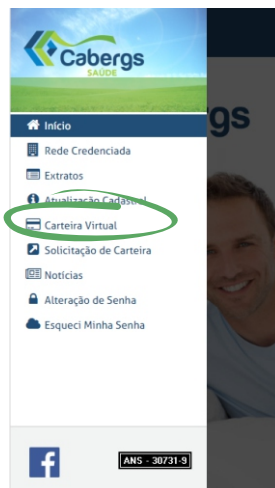 Cabergs
SAÚDE
gs
Início
Rede Credenciada
Extratos
Atualização Cadastral
Carteira Virtual
Solicitação de Carteira
Notícias
Alteração de Senha
Esqueci Minha Senha
ANS - 30731-9